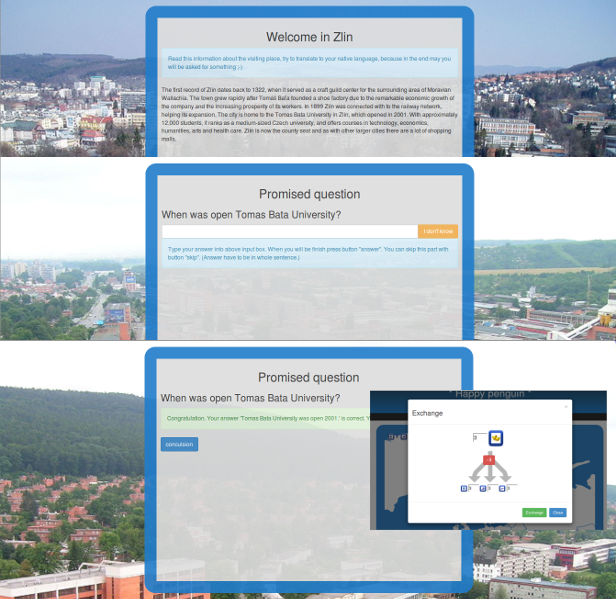 Welcome in Zlin
Read this information about the visiting place, try to translate to your native language, because in the end may you
will be asked for something ;-)
The first record of Zlin dates back to 1322, when it served as a craft guild center for the surrounding area of Moravian
Wallachia. The town grew rapidly after Tomáš Baťa founded a shoe factory due to the remarkable economic growth of
the company and the increasing prosperity of its workers. In 1899 Zlin was connected with to the railway network,
helping its expansion. The city is home to the Tomas Bata University in Zlin, which opened in 2001. With approximately
12,000 students, it ranks as a medium-sized Czech university, and offers courses in technology, economics,
humanities, arts and health care. Zlin is now the county seat and as with other larger cities there are a lot of shopping
malls.
Promised question
When was open Tomas Bata University?
I don't know
Type your answer into above input box. When you will be finish press button "answer". You can skip this part with
button "skip". (Answer have to be in whole sentence.)
Promised question
When was open Tomas Bata University?
Congratulation. Your answer 'Tomas Bata University was open 2001.' is correct.
conculsion
" Happy penguin "
Exchange
Exchange
Close